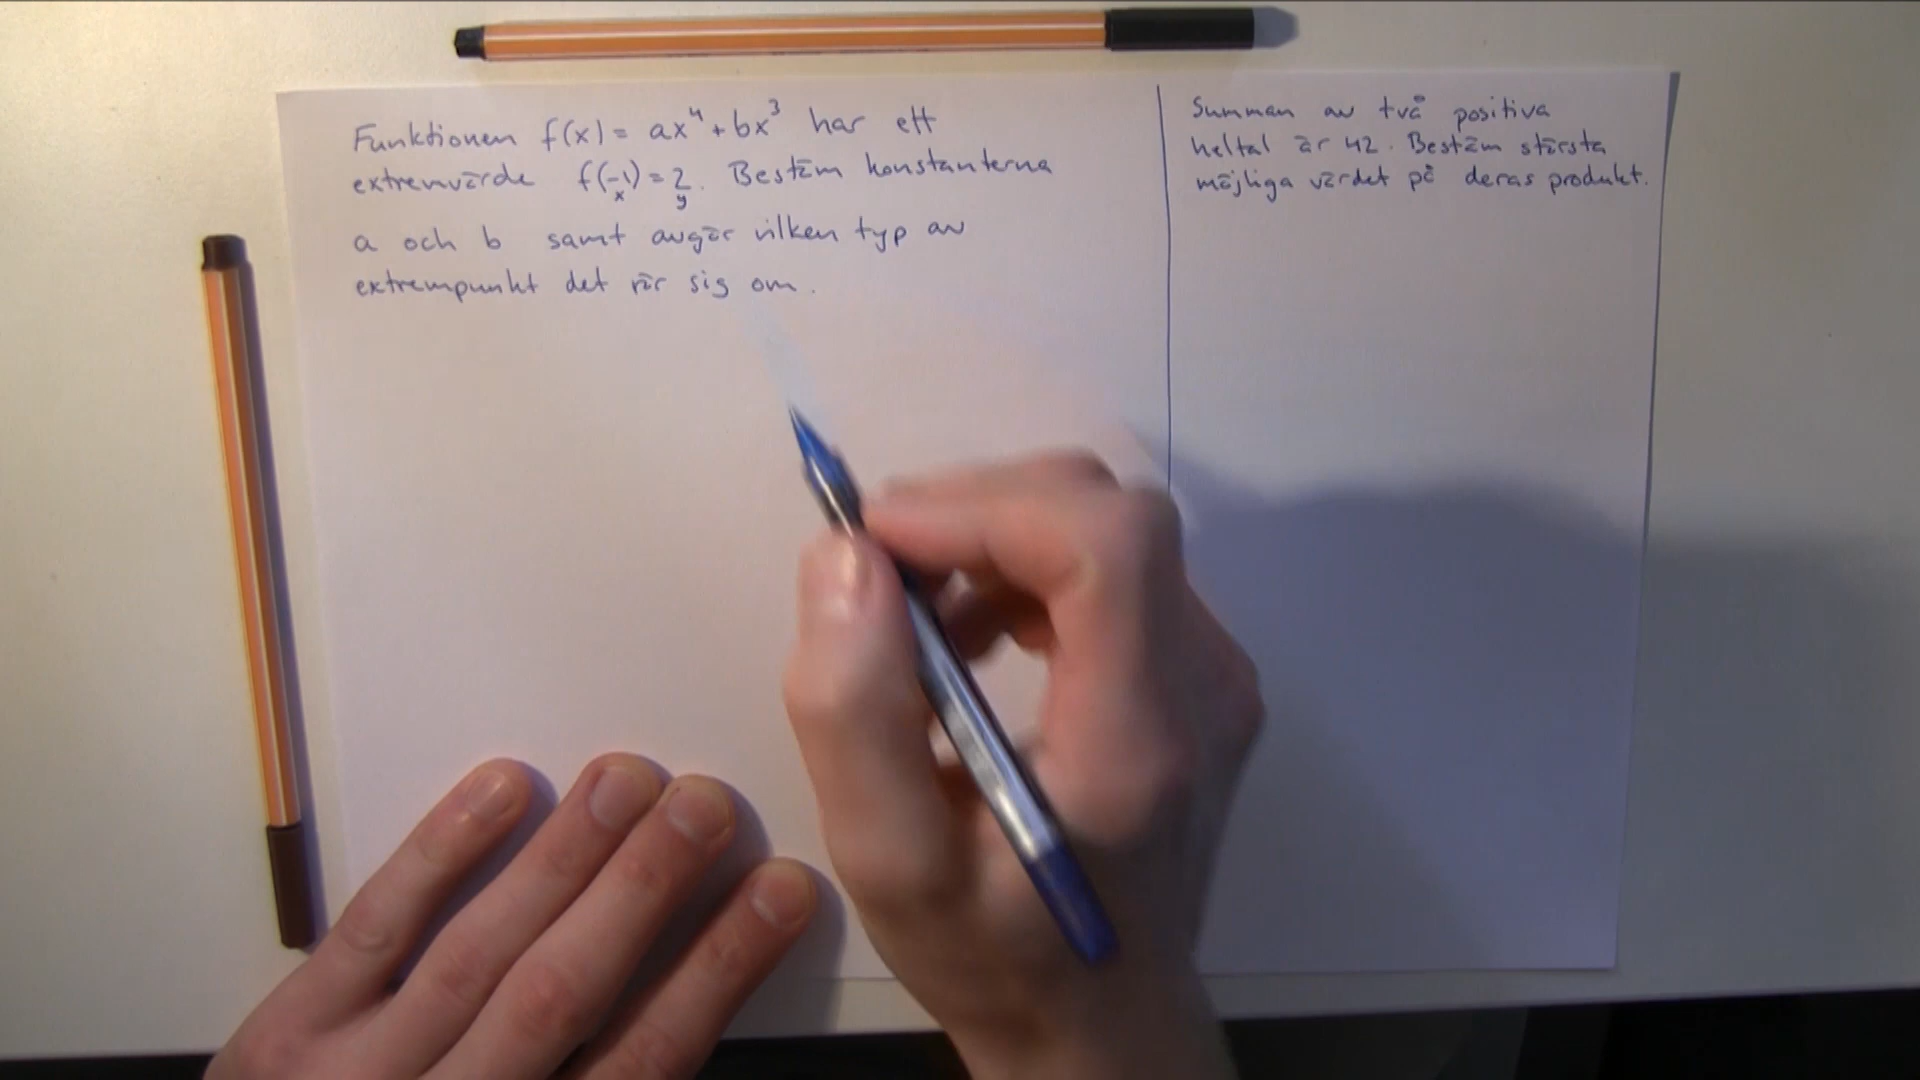 Funktionen f(x) = ax⁴ + bx³ har ett
extremvärde f(-1) = 2. Bestäm konstanterna
x y
a och b samt avgör vilken typ av
extrempunkt det rör sig om.
Summan av två positiva
heltal är 42. Bestäm största
möjliga värdet på deras produkt.